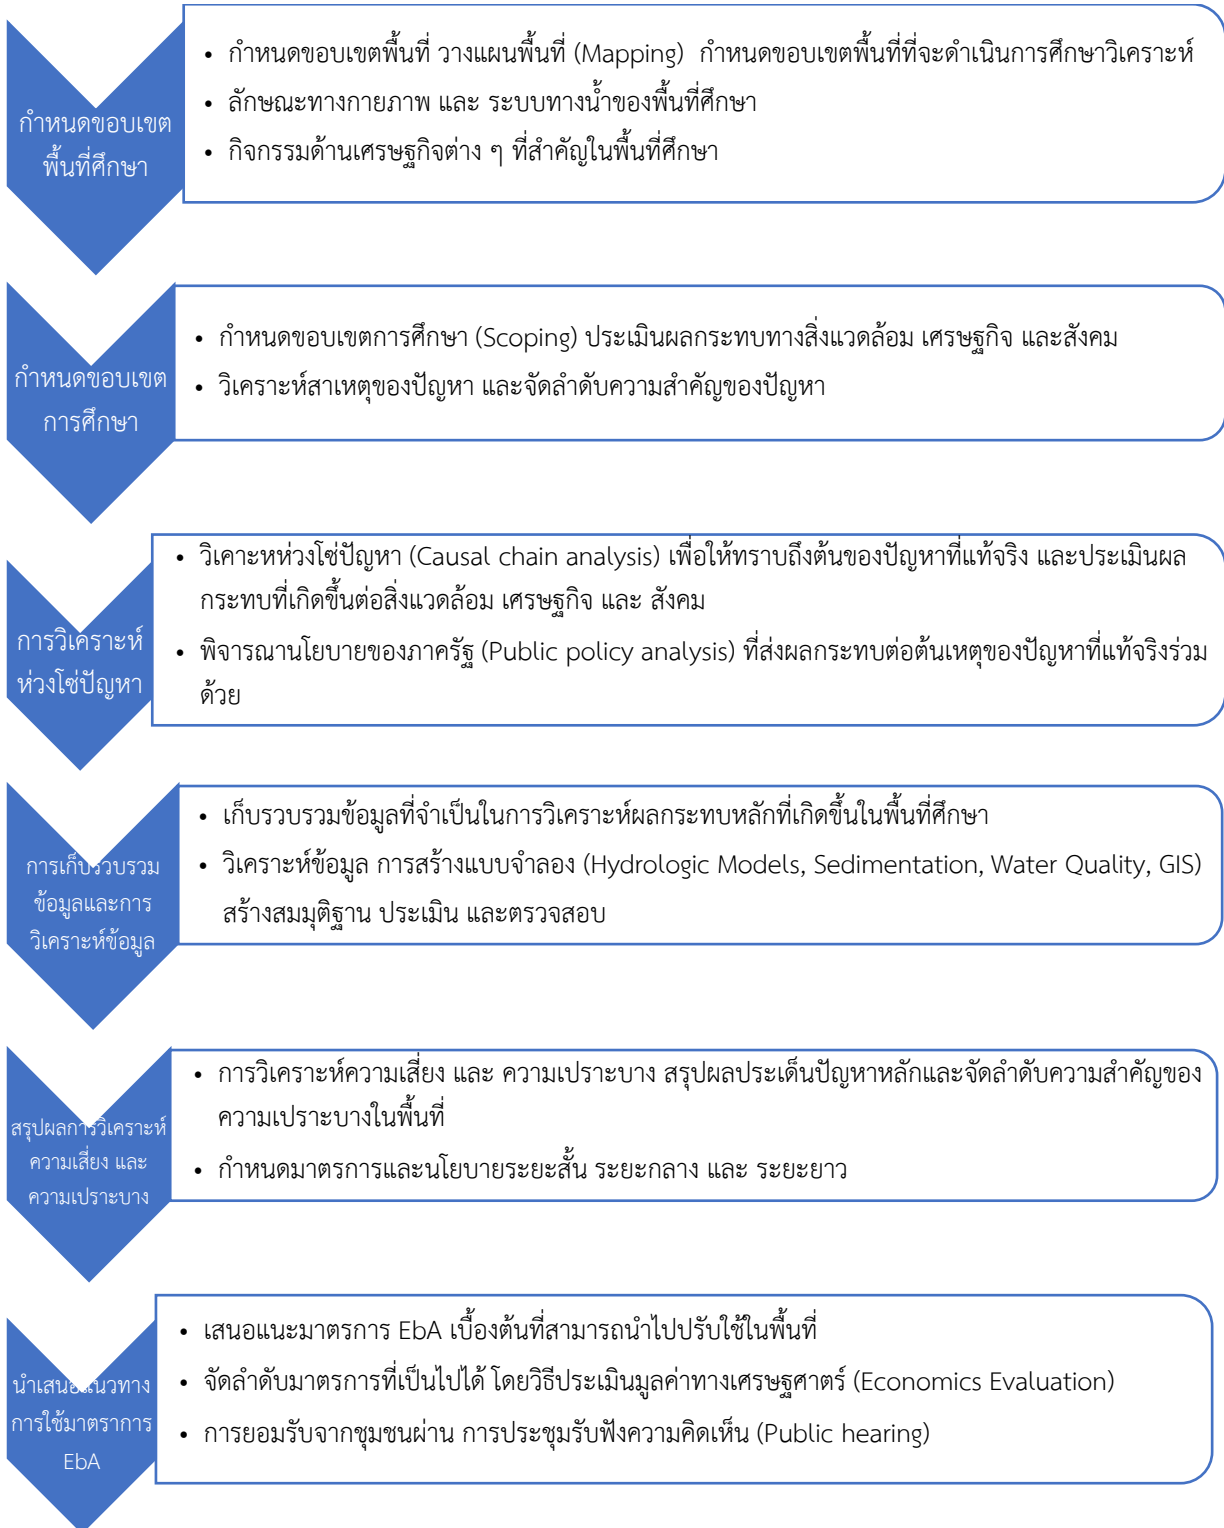 กำหนดขอบเขต
พื้นที่ศึกษา
• กำหนดขอบเขตพื้นที่ วางแผนพื้นที่ (Mapping) กำหนดขอบเขตพื้นที่ที่จะดำเนินการศึกษาวิเคราะห์
• ลักษณะทางกายภาพ และ ระบบทางน้ำของพื้นที่ศึกษา
• กิจกรรมด้านเศรษฐกิจต่าง ๆ ที่สำคัญในพื้นที่ศึกษา
กำหนดขอบเขต
การศึกษา
• กำหนดขอบเขตการศึกษา (Scoping) ประเมินผลกระทบทางสิ่งแวดล้อม เศรษฐกิจ และสังคม
• วิเคราะห์สาเหตุของปัญหา และจัดลำดับความสำคัญของปัญหา
การวิเคราะห์
ห่วงโซ่ปัญหา
• วิเคาะหห่วงโซ่ปัญหา (Causal chain analysis) เพื่อให้ทราบถึงต้นของปัญหาที่แท้จริง และประเมินผล
กระทบที่เกิดขึ้นต่อสิ่งแวดล้อม เศรษฐกิจ และ สังคม
• พิจารณานโยบายของภาครัฐ (Public policy analysis) ที่ส่งผลกระทบต่อต้นเหตุของปัญหาที่แท้จริงร่วม
ด้วย
การเก็บรวบรวม
ข้อมูลและการ
วิเคราะห์ข้อมูล
• เก็บรวบรวมข้อมูลที่จำเป็นในการวิเคราะห์ผลกระทบหลักที่เกิดขึ้นในพื้นที่ศึกษา
• วิเคราะห์ข้อมูล การสร้างแบบจำลอง (Hydrologic Models, Sedimentation, Water Quality, GIS)
สร้างสมมุติฐาน ประเมิน และตรวจสอบ
สรุปผลการวิเคราะห์
ความเสี่ยง และ
ความเปราะบาง
• การวิเคราะห์ความเสี่ยง และ ความเปราะบาง สรุปผลประเด็นปัญหาหลักและจัดลำดับความสำคัญของ
ความเปราะบางในพื้นที่
• กำหนดมาตรการและนโยบายระยะสั้น ระยะกลาง และ ระยะยาว
นำเสนอแนวทาง
การใช้มาตราการ
EbA
• เสนอแนะมาตรการ EbA เบื้องต้นที่สามารถนำไปปรับใช้ในพื้นที่
• จัดลำดับมาตรการที่เป็นไปได้ โดยวิธีประเมินมูลค่าทางเศรษฐศาตร์ (Economics Evaluation)
• การยอมรับจากชุมชนผ่าน การประชุมรับฟังความคิดเห็น (Public hearing)